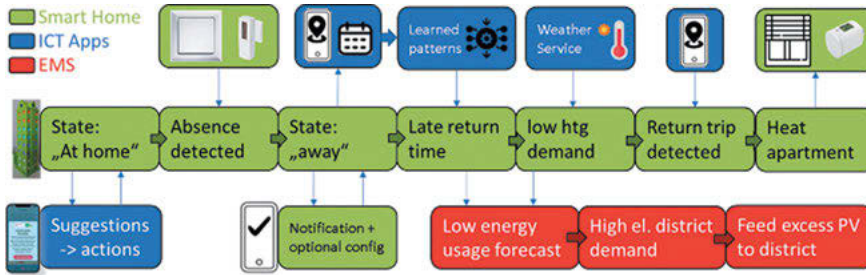 Smart Home
ICT Apps
EMS
Learned
patterns
Weather
Service
State:
„At home“
Absence
detected
State:
„away“
Late return
time
low htg
demand
Return trip
detected
Heat
apartment
Suggestions
-> actions
Notification +
optional config
Low energy
usage forecast
High el. district
demand
Feed excess PV
to district